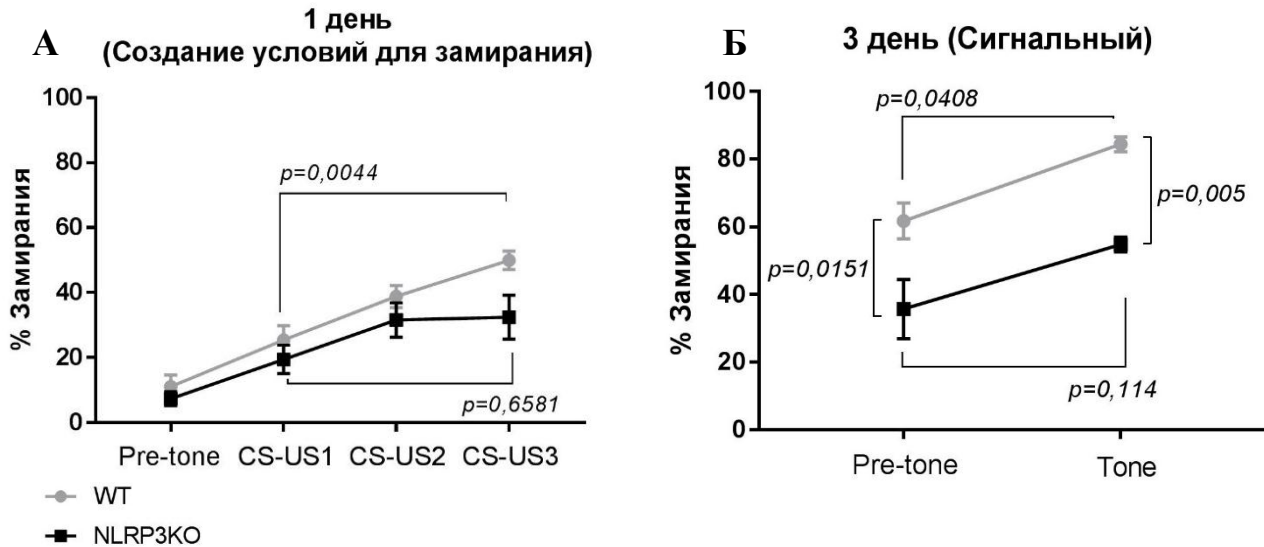 А
1 день
(Создание условий для замирания)
% Замирания
100
80
60
40
20
0
p=0,0044
p=0,6581
Pre-tone CS-US1 CS-US2 CS-US3
WT
NLRP3KO
Б
3 день (Сигнальный)
% Замирания
100
80
60
40
20
0
p=0,0408
p=0,005
p=0,0151
p=0,114
Pre-tone Tone